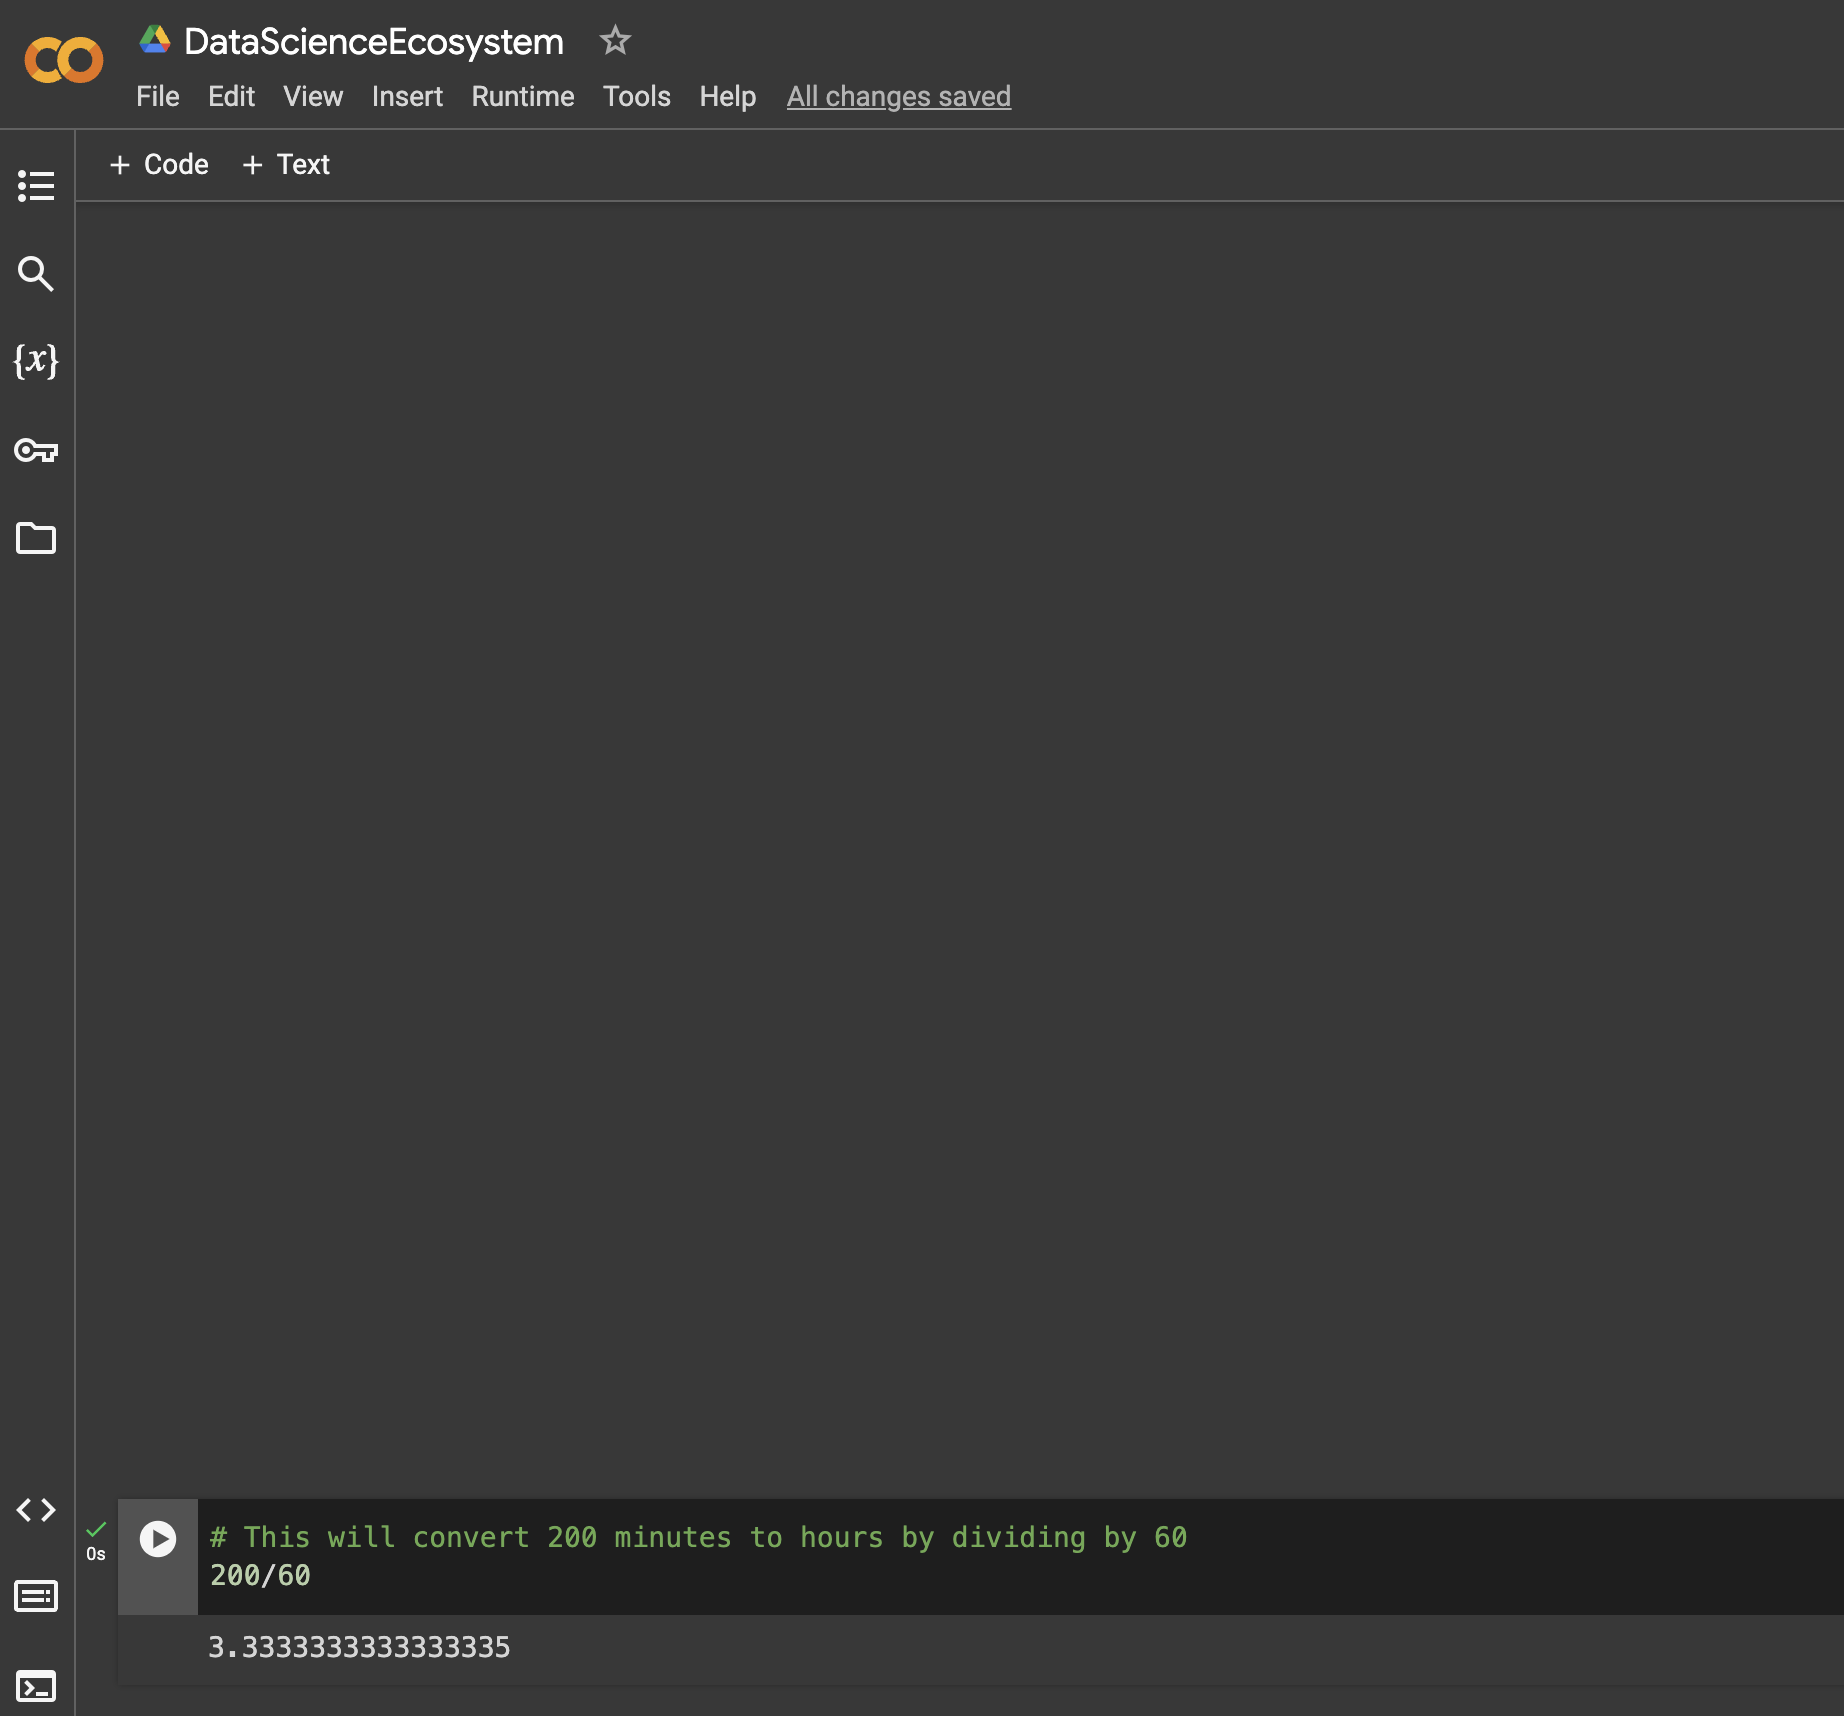 DataScienceEcosystem
File Edit View Insert Runtime Tools Help All changes saved
+ Code + Text
{x}
0s
# This will convert 200 minutes to hours by dividing by 60
200/60
3.3333333333333335